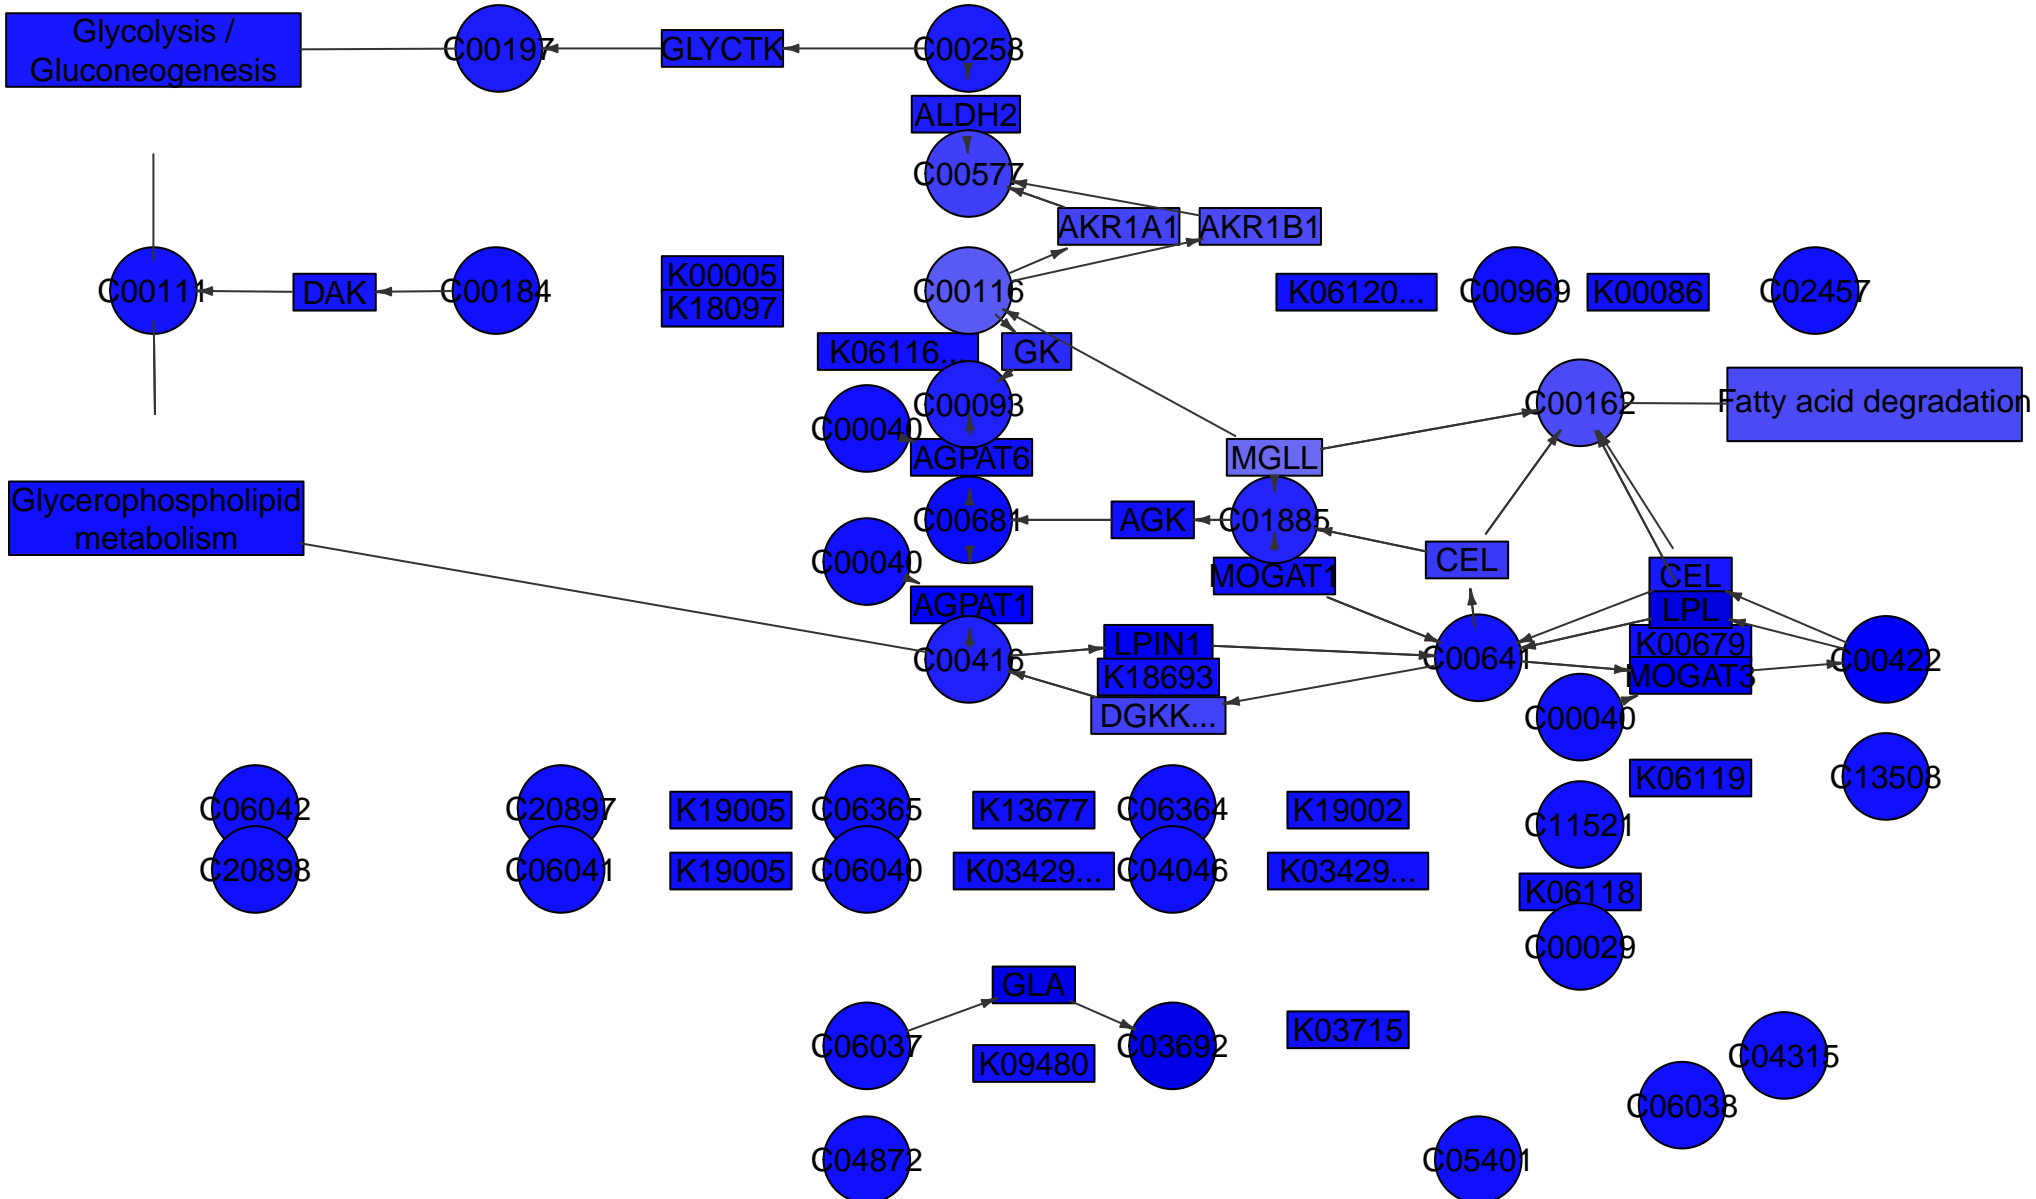 Glycolysis /
Gluconeogenesis
C00197
GLYCTK
C00258
ALDH2
C00577
AKR1A1
AKR1B1
C00111
DAK
C00184
K00005
K18097
C00116
K06120...
C00969
K00086
C02457
K06116...
GK
C00093
C00040
AGPAT6
MGLL
C00162
Fatty acid degradation
Glycerophospholipid
metabolism
C00681
AGK
C01885
C00040
MOGAT1
CEL
CEL
LPL
AGPAT1
C00416
LPIN1
K18693
DGKK...
C00641
K00679
MOGAT3
C00422
C00040
K06119
C13508
C06042
C20897
K19005
C06365
K13677
C06364
K19002
C11521
C20898
C06041
K19005
C06040
K03429...
C04046
K03429...
K06118
C00029
GLA
C06037
K09480
C03692
K03715
C04315
C06038
C04872
C05401